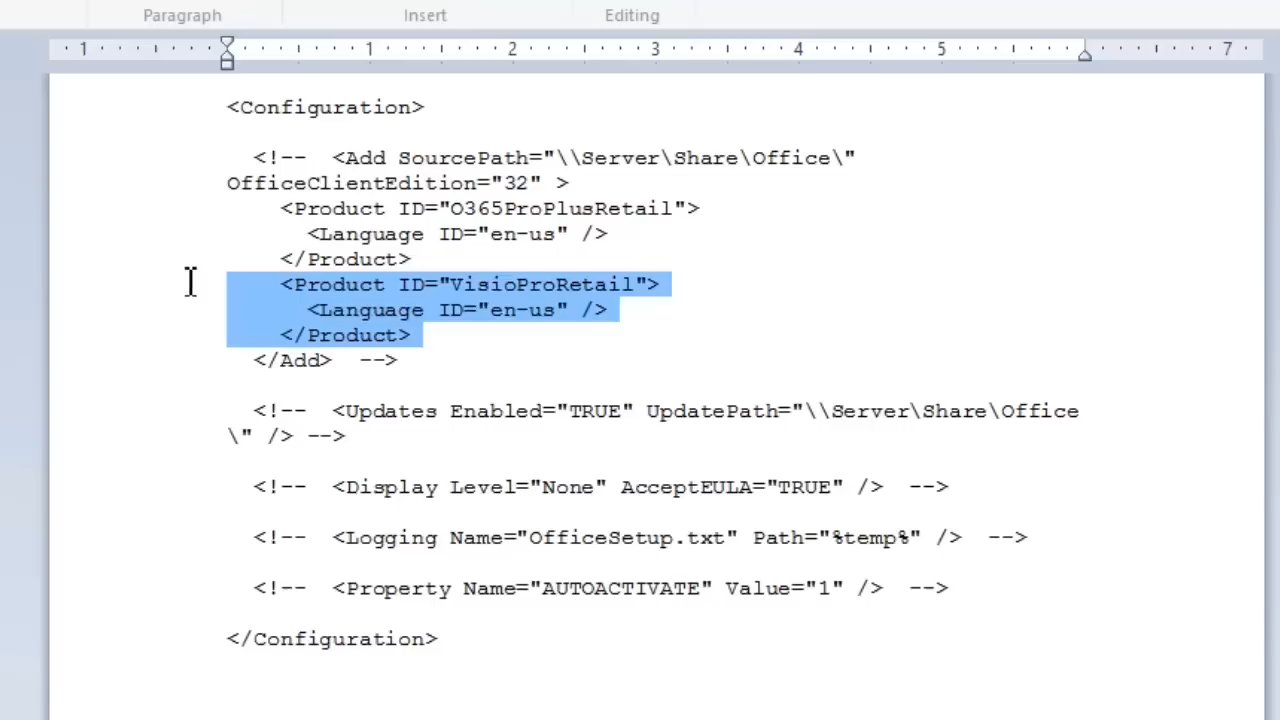 Paragraph Insert Editing
1 1 2 3 4 5 7
<Configuration>
<!--  <Add SourcePath="\\Server\Share\Office\"
OfficeClientEdition="32" >
<Product ID="O365ProPlusRetail">
<Language ID="en-us" />
</Product>
<Product ID="VisioProRetail">
<Language ID="en-us" />
</Product>
</Add>  -->
<!--  <Updates Enabled="TRUE" UpdatePath="\\Server\Share\Office
\" /> -->
<!--  <Display Level="None" AcceptEULA="TRUE" />  -->
<!--  <Logging Name="OfficeSetup.txt" Path="%temp%" />  -->
<!--  <Property Name="AUTOACTIVATE" Value="1" />  -->
</Configuration>